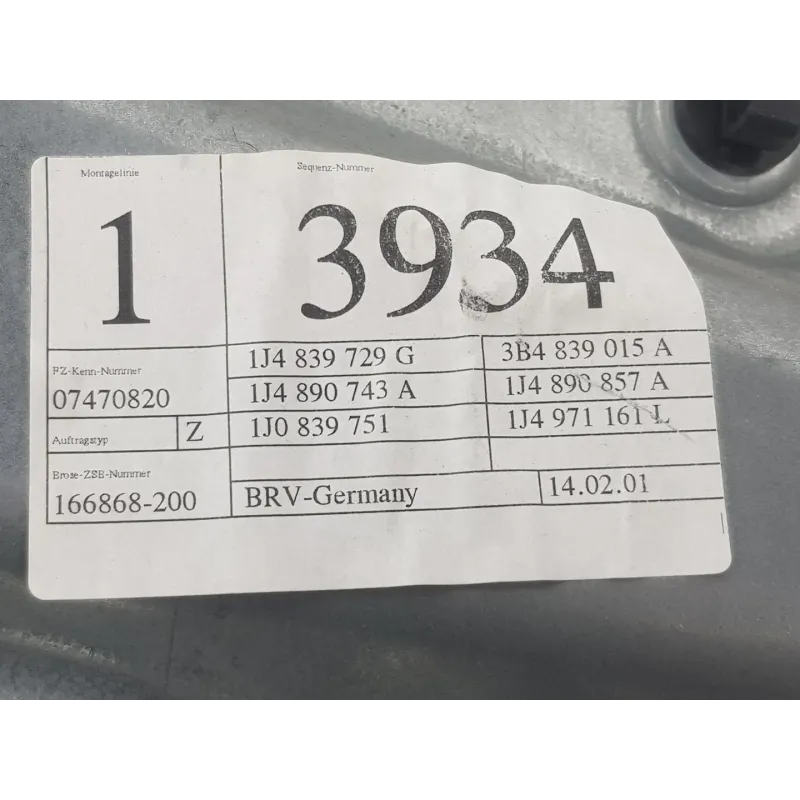 Montagelinie
Sequenz-Nummer
1
3934
PZ-Kenn-Nummer
07470820
1J4 839 729 G
3B4 839 015 A
1J4 890 743 A
1J4 890 857 A
Auftragstyp
Z
1J0 839 751
1J4 971 161 L
Brose-ZSB-Nummer
166868-200
BRV-Germany
14.02.01